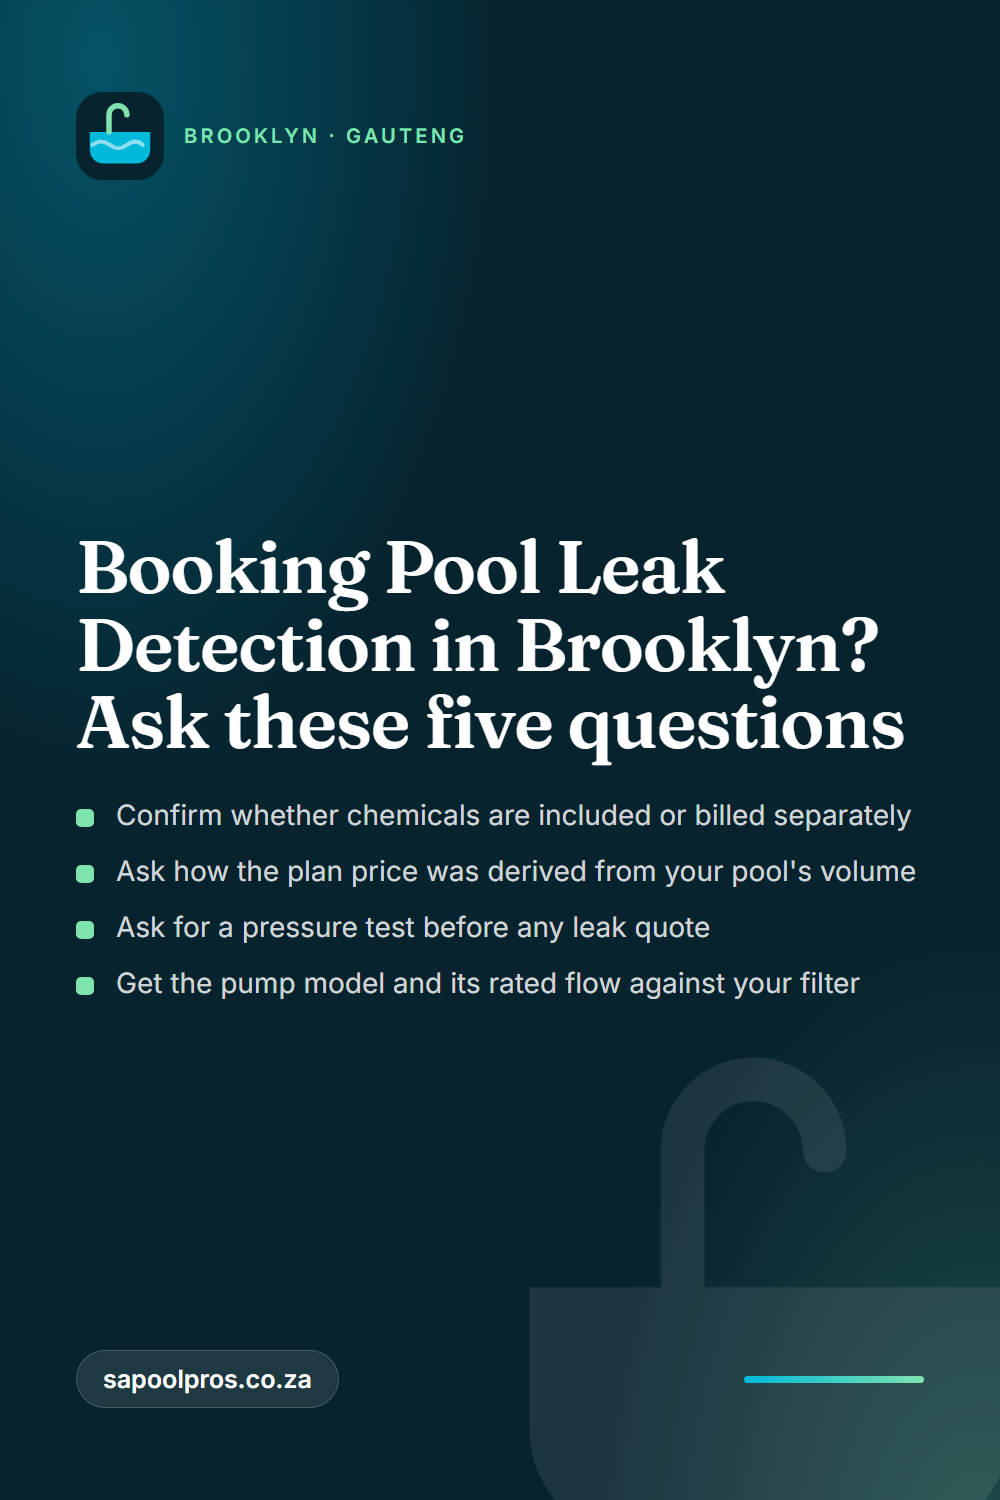 BROOKLYN · GAUTENG
Booking Pool Leak
Detection in Brooklyn?
Ask these five questions
Confirm whether chemicals are included or billed separately
Ask how the plan price was derived from your pool's volume
Ask for a pressure test before any leak quote
Get the pump model and its rated flow against your filter
sapoolpros.co.za